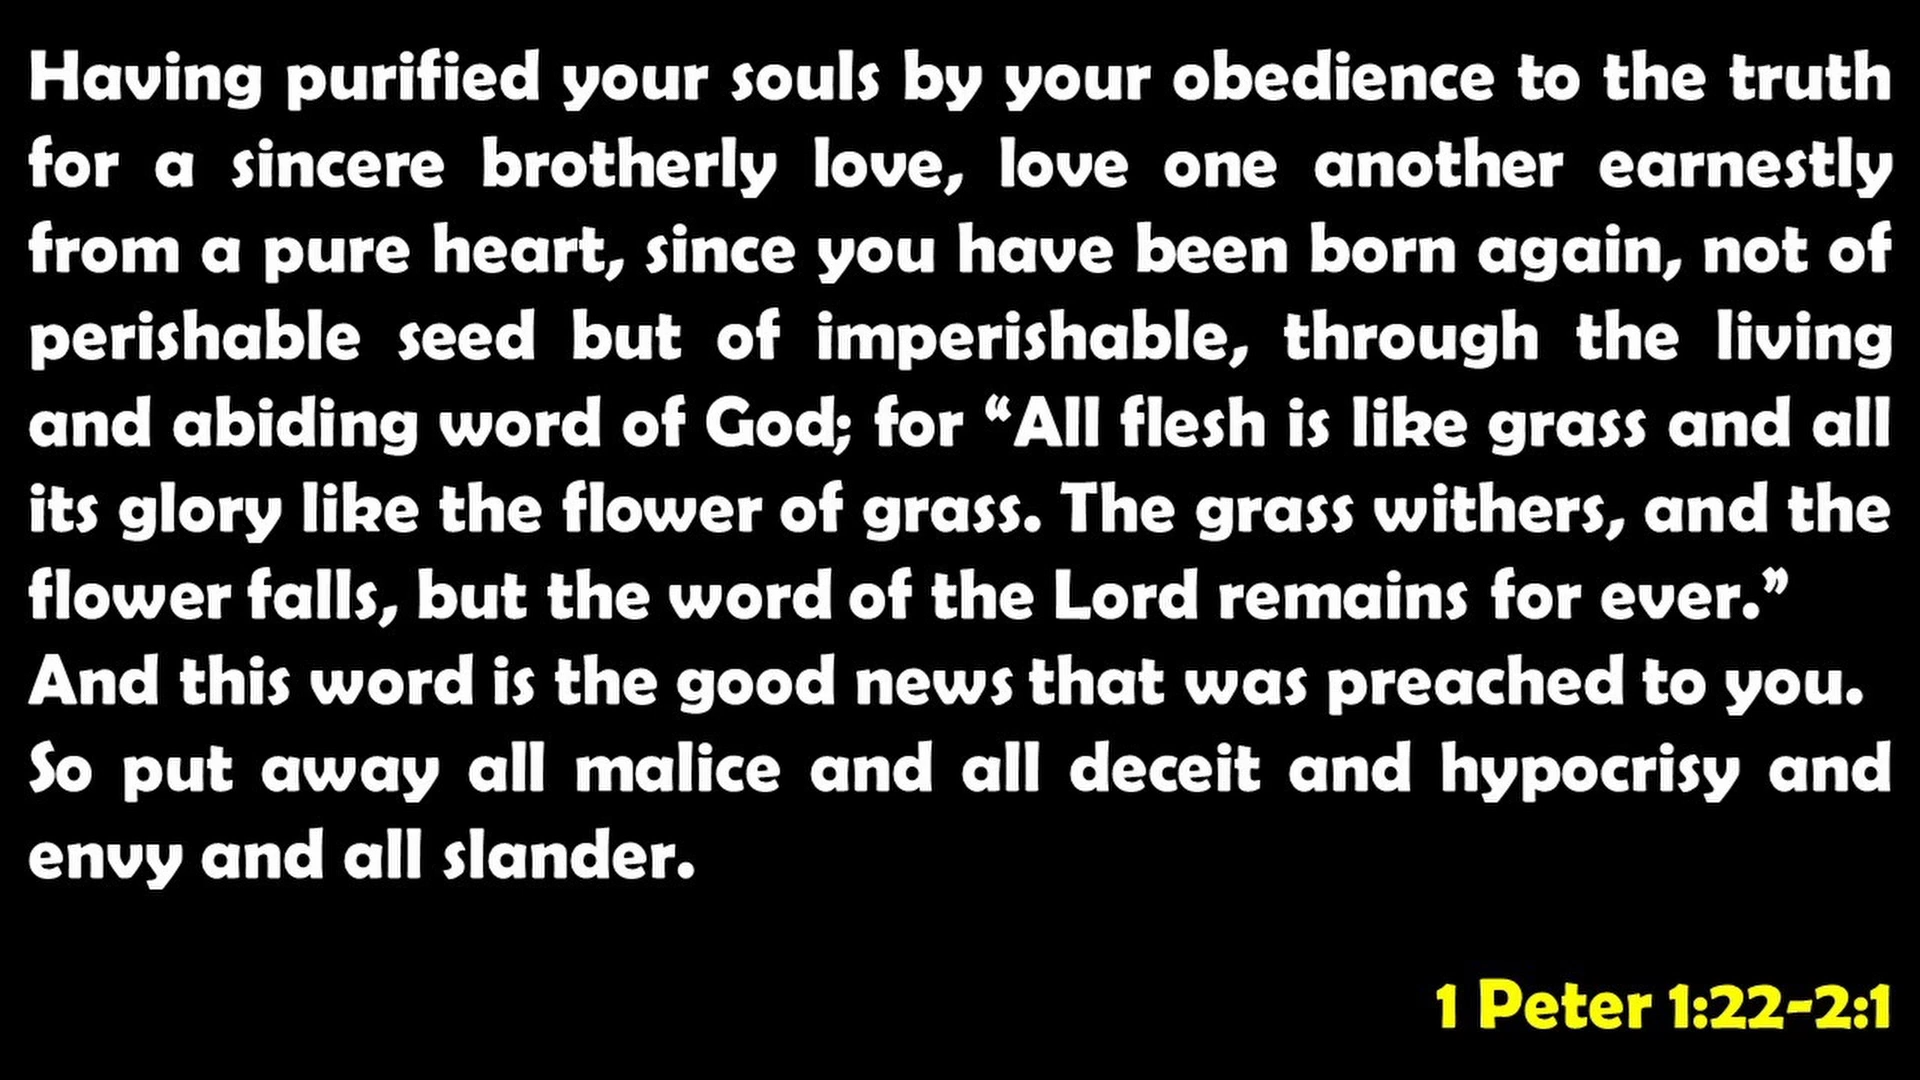 Having purified your souls by your obedience to the truth
for a sincere brotherly love, love one another earnestly
from a pure heart, since you have been born again, not of
perishable seed but of imperishable, through the living
and abiding word of God; for “All flesh is like grass and all
its glory like the flower of grass. The grass withers, and the
flower falls, but the word of the Lord remains for ever.”
And this word is the good news that was preached to you.
So put away all malice and all deceit and hypocrisy and
envy and all slander.
1 Peter 1:22-2:1